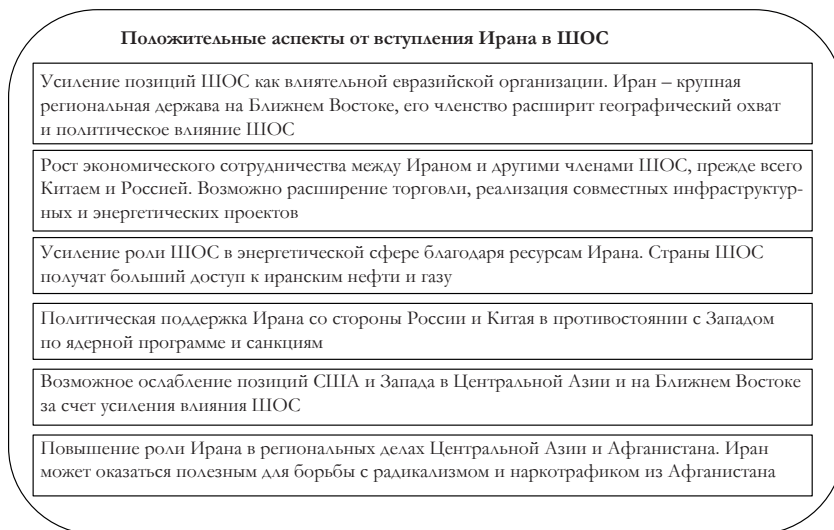 Положительные аспекты от вступления Ирана в ШОС
Усиление позиций ШОС как влиятельной евразийской организации. Иран – крупная
региональная держава на Ближнем Востоке, его членство расширит географический охват
и политическое влияние ШОС
Рост экономического сотрудничества между Ираном и другими членами ШОС, прежде всего
Китаем и Россией. Возможно расширение торговли, реализация совместных инфраструктур-
ных и энергетических проектов
Усиление роли ШОС в энергетической сфере благодаря ресурсам Ирана. Страны ШОС
получат больший доступ к иранским нефти и газу
Политическая поддержка Ирана со стороны России и Китая в противостоянии с Западом
по ядерной программе и санкциям
Возможное ослабление позиций США и Запада в Центральной Азии и на Ближнем Востоке
за счет усиления влияния ШОС
Повышение роли Ирана в региональных делах Центральной Азии и Афганистана. Иран
может оказаться полезным для борьбы с радикализмом и наркотрафиком из Афганистана